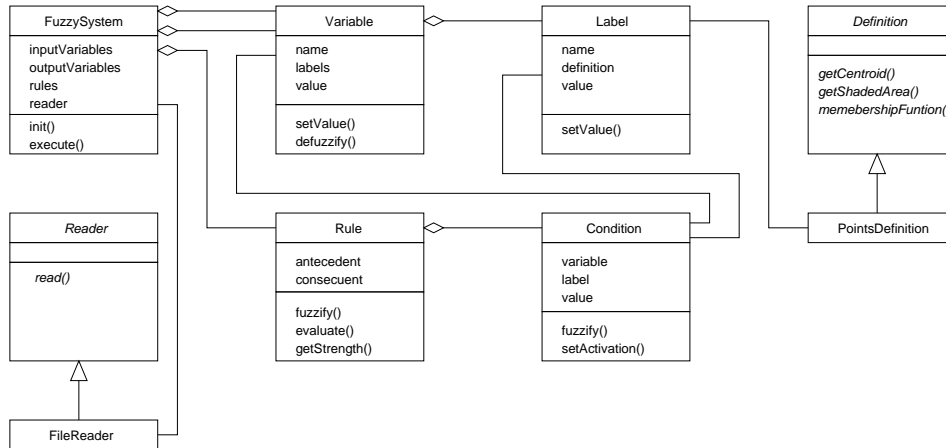 FuzzySystem
inputVariables
outputVariables
rules
reader
init()
execute()
Variable
name
labels
value
setValue()
defuzzify()
Label
name
definition
value
setValue()
Definition
getCentroid()
getShadedArea()
memebershipFuntion(
Reader
read()
Rule
antecedent
consecuent
fuzzify()
evaluate()
getStrength()
Condition
variable
label
value
fuzzify()
setActivation()
PointsDefinition
FileReader